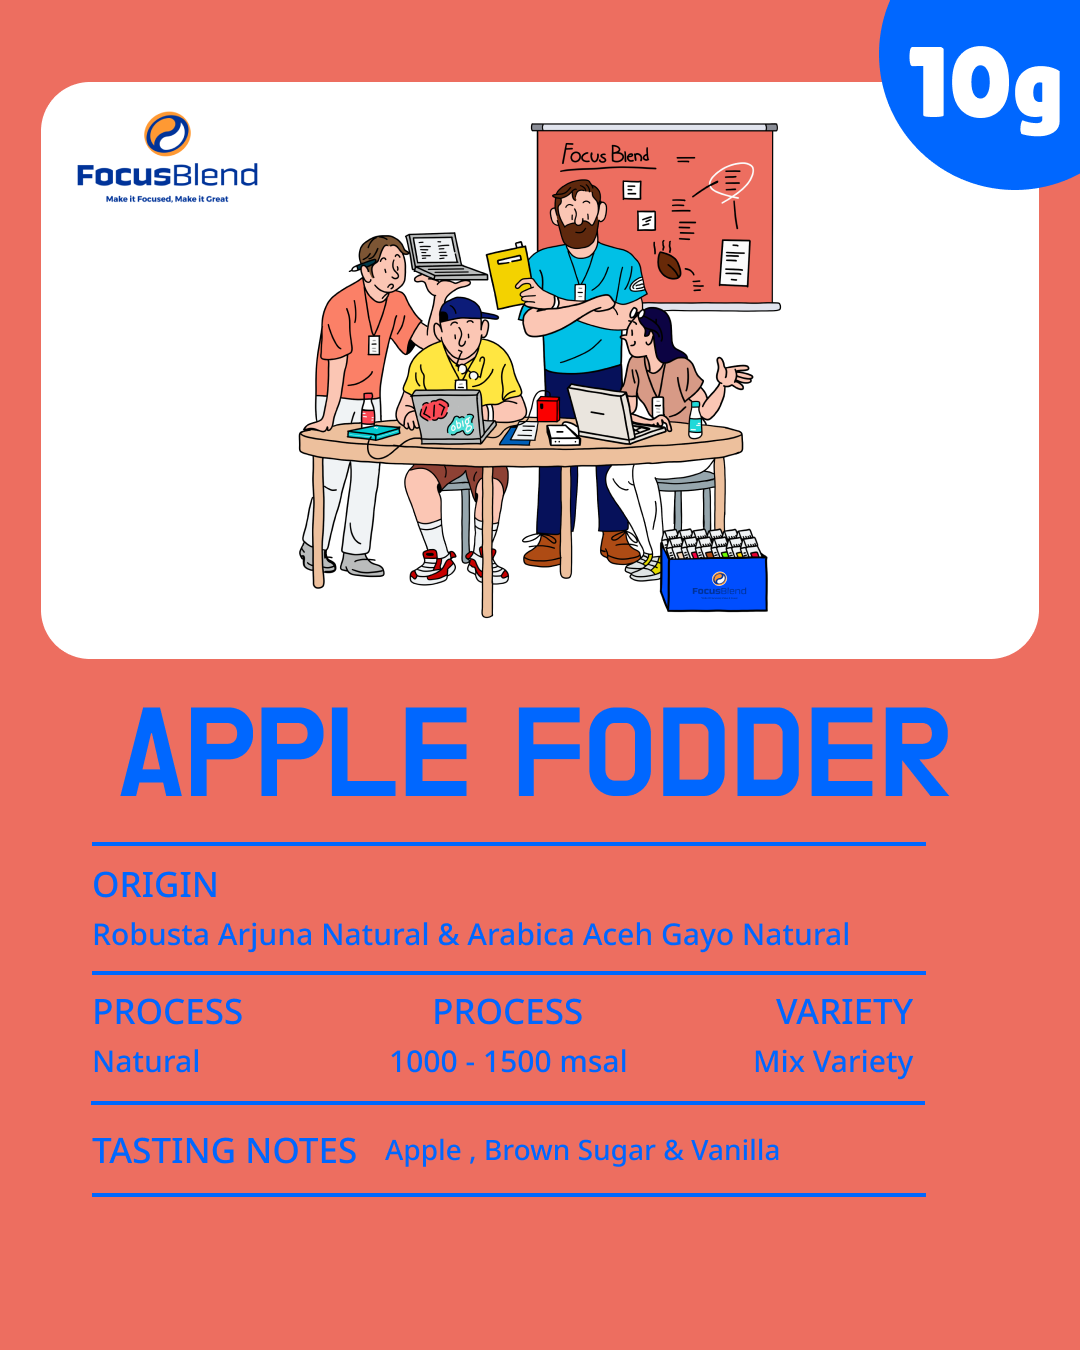 10g
FocusBlend
Make it Focused, Make it Great
Focus Blend
FocusBlend
APPLE FODDER
ORIGIN
Robusta Arjuna Natural & Arabica Aceh Gayo Natural
PROCESS PROCESS VARIETY
Natural 1000 - 1500 msal Mix Variety
TASTING NOTES Apple , Brown Sugar & Vanilla